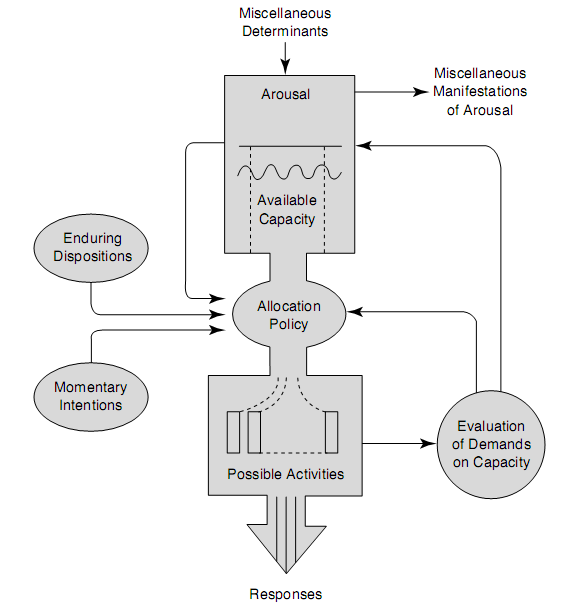 Miscellaneous
Determinants
Arousal
Miscellaneous
Manifestations
of Arousal
Available
Capacity
Enduring
Dispositions
Allocation
Policy
Momentary
Intentions
Evaluation
of Demands
on Capacity
Possible Activities
Responses